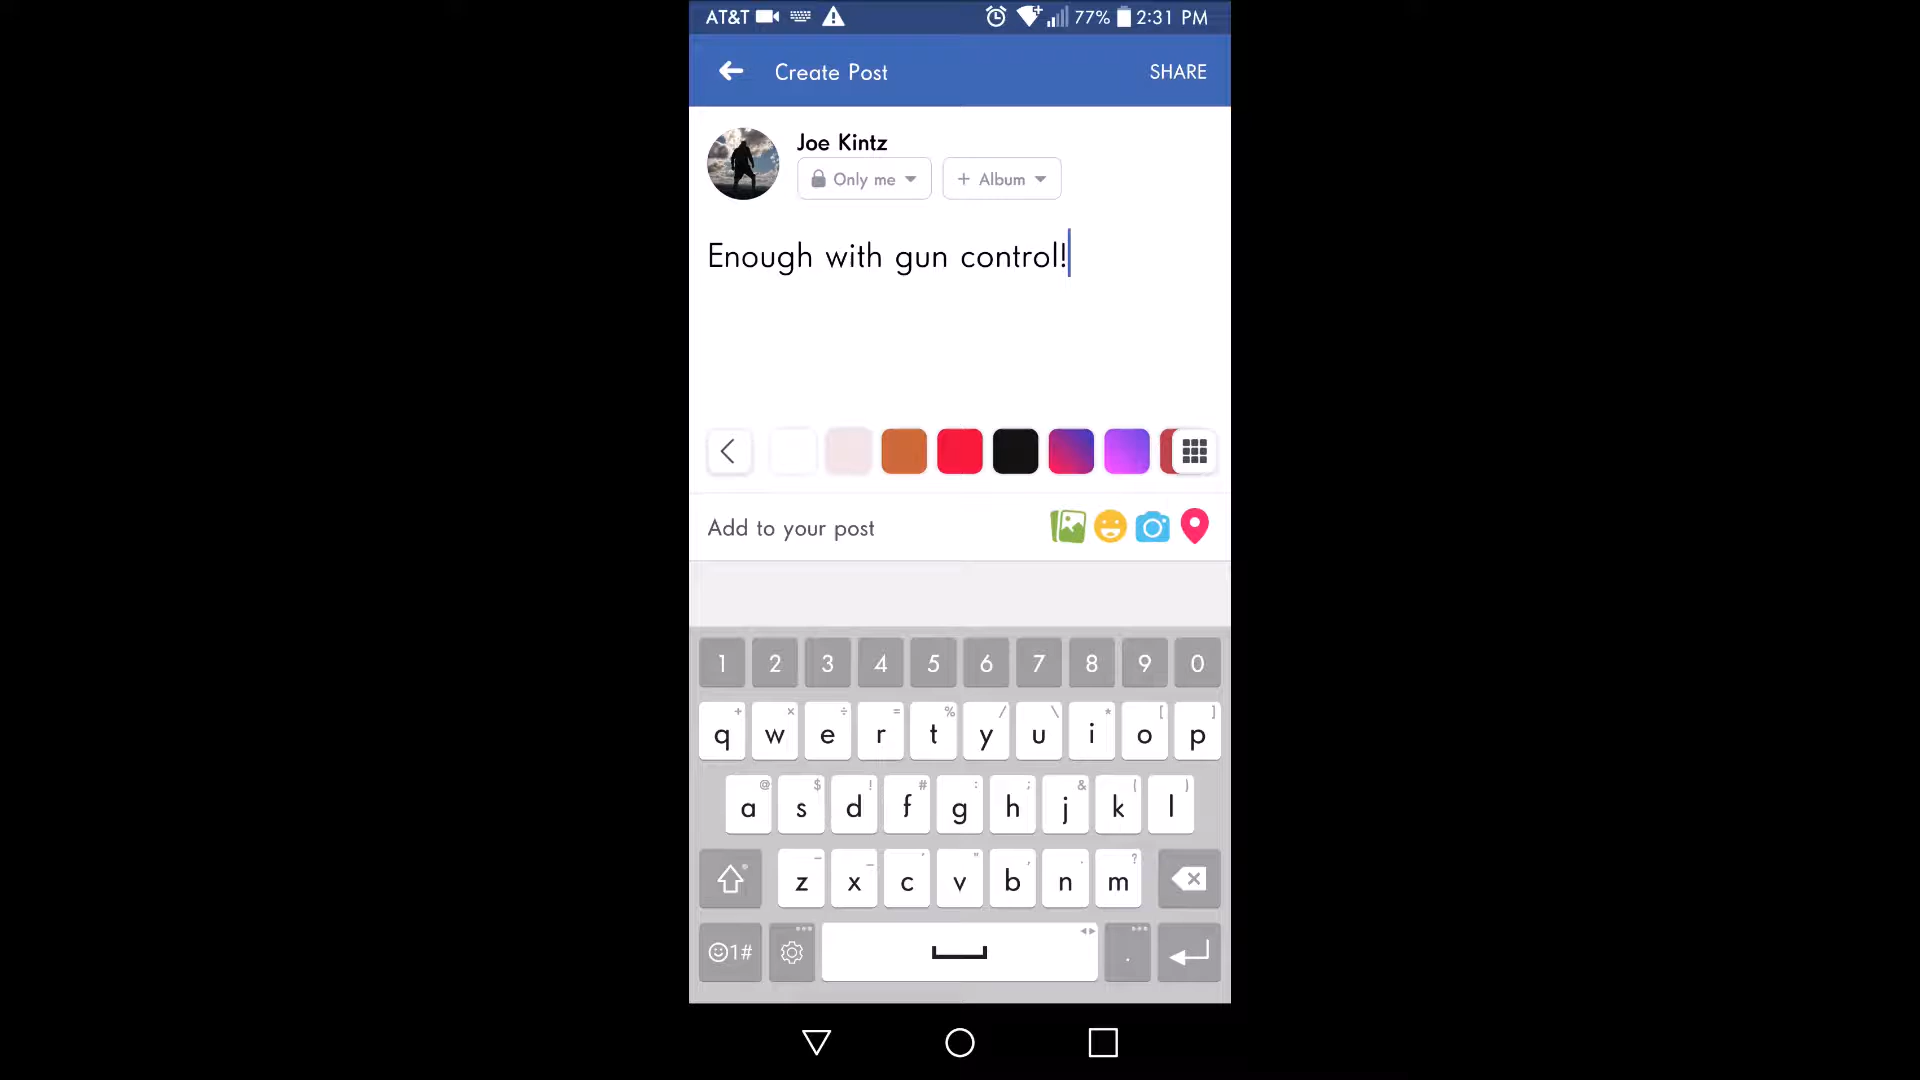 AT&T 77% 2:31 PM
Create Post SHARE
Joe Kintz
Only me + Album
Enough with gun control!
Add to your post
1 2 3 4 5 6 7 8 9 0
+ × ÷ = % / \ * [ ]
q w e r t y u i o p
@ $ ! # : ; & ( )
a s d f g h j k l
- _ ' " , . ?
z x c v b n m
1# .